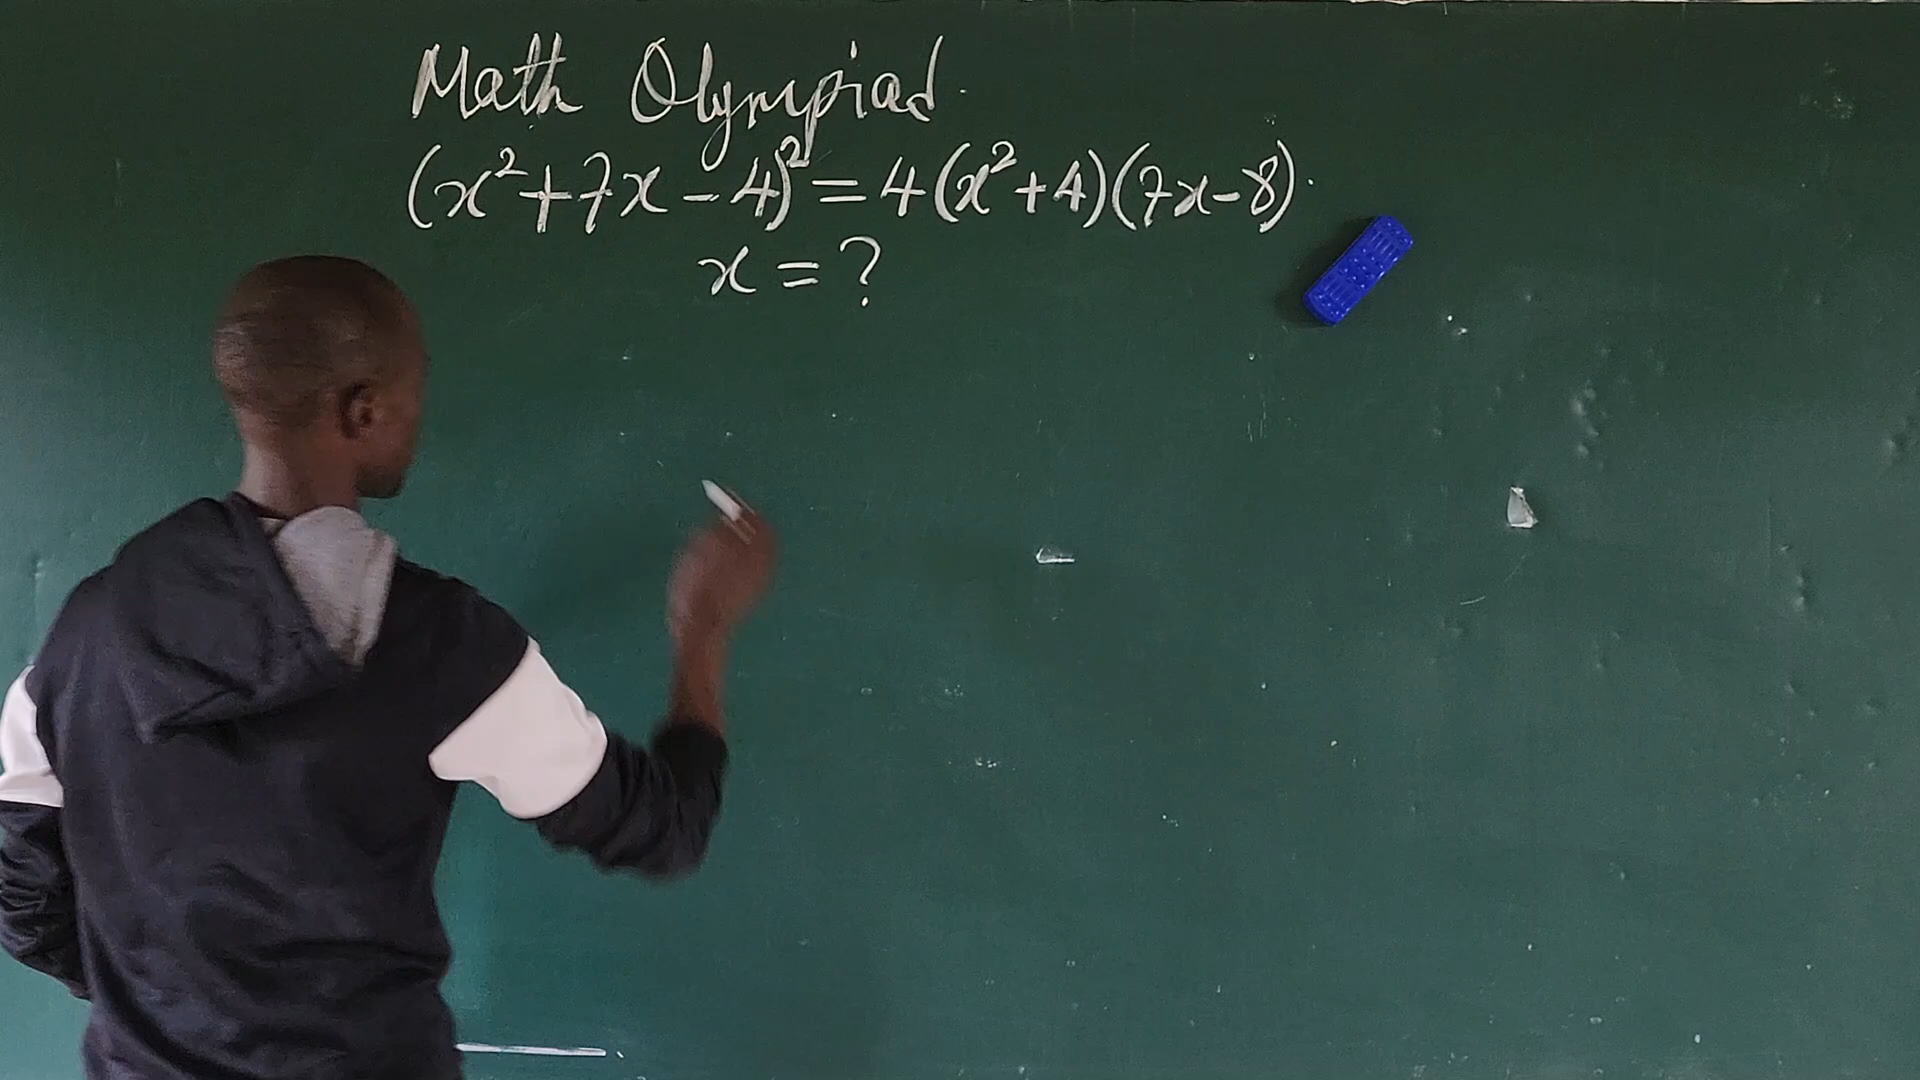 Math Olympiad.
(x²+7x-4)²=4(x²+4)(7x-8).
x=?